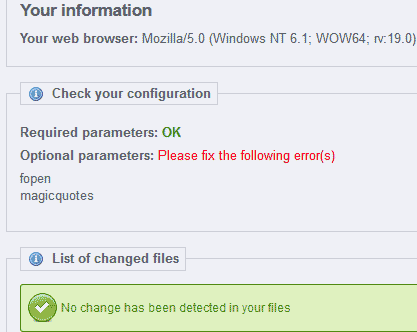 Your information
Your web browser: Mozilla/5.0 (Windows NT 6.1; WOW64; rv:19.0)
Check your configuration
Required parameters: OK
Optional parameters: Please fix the following error(s)
fopen
magicquotes
List of changed files
No change has been detected in your files